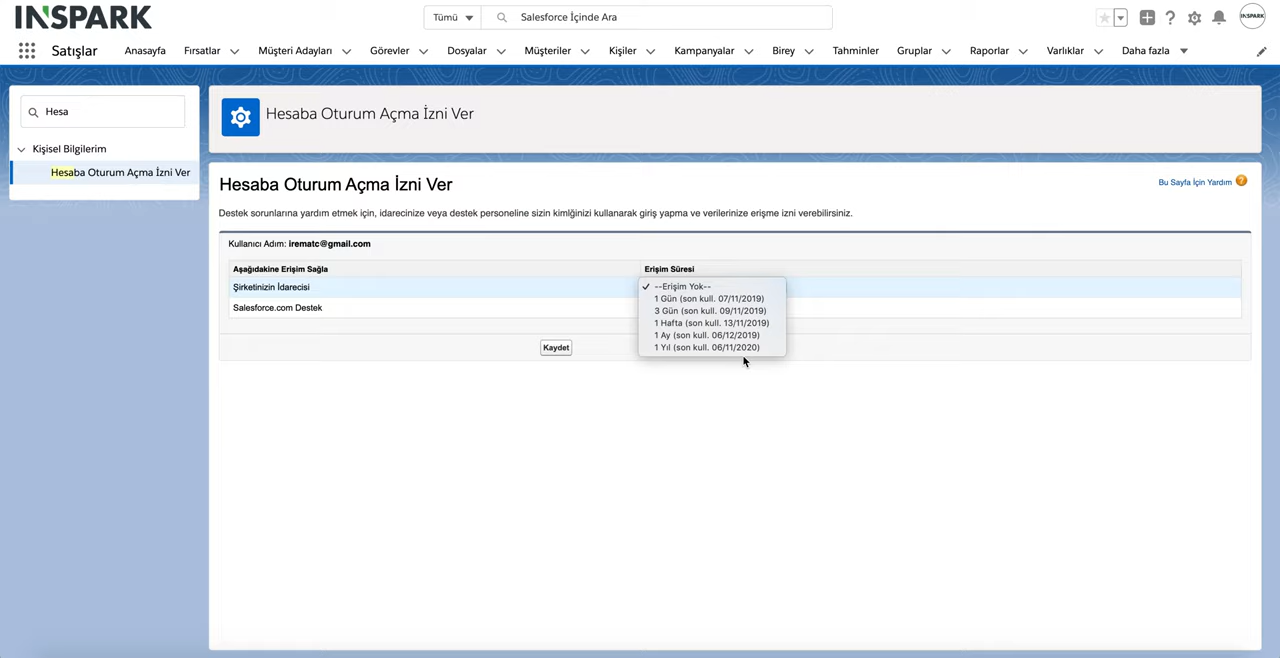 INSPARK
Tümü
Salesforce İçinde Ara
INSPARK
Satışlar
Anasayfa
Fırsatlar
Müşteri Adayları
Görevler
Dosyalar
Müşteriler
Kişiler
Kampanyalar
Birey
Tahminler
Gruplar
Raporlar
Varlıklar
Daha fazla
Hesa
Kişisel Bilgilerim
Hesaba Oturum Açma İzni Ver
Hesaba Oturum Açma İzni Ver
Hesaba Oturum Açma İzni Ver
Bu Sayfa İçin Yardım ?
Destek sorunlarına yardım etmek için, idarecinize veya destek personeline sizin kimlğinizi kullanarak giriş yapma ve verilerinize erişme izni verebilirsiniz.
Kullanıcı Adım: irematc@gmail.com
Aşağıdakine Erişim Sağla
Erişim Süresi
Şirketinizin İdarecisi
Salesforce.com Destek
--Erişim Yok--
1 Gün (son kull. 07/11/2019)
3 Gün (son kull. 09/11/2019)
1 Hafta (son kull. 13/11/2019)
1 Ay (son kull. 06/12/2019)
1 Yıl (son kull. 06/11/2020)
Kaydet